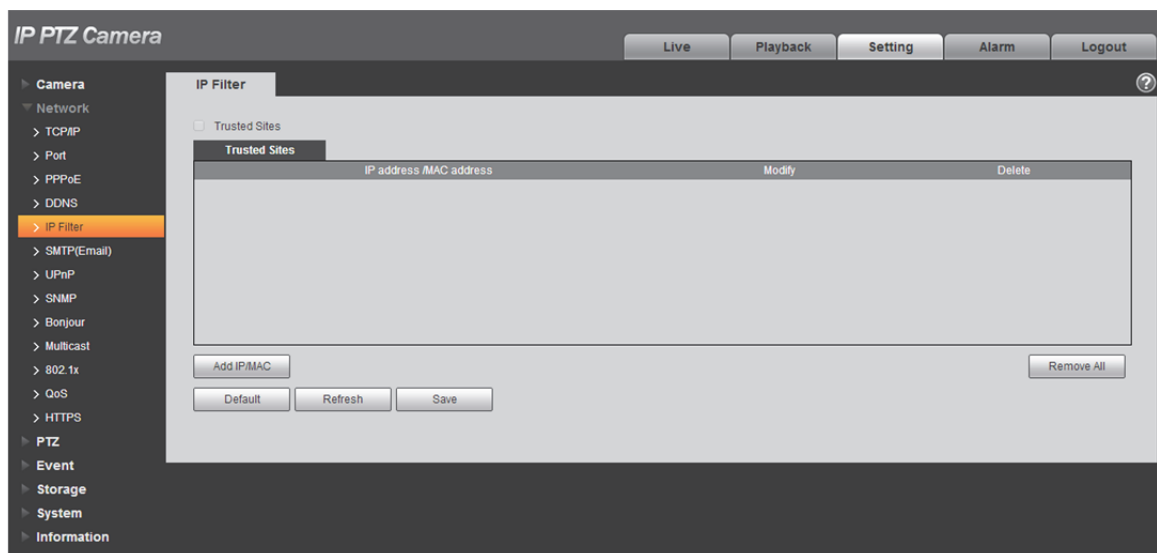 IP PTZ Camera
Live
Playback
Setting
Alarm
Logout
Camera
Network
TCP/IP
Port
PPPoE
DDNS
IP Filter
SMTP(Email)
UPnP
SNMP
Bonjour
Multicast
802.1x
QoS
HTTPS
PTZ
Event
Storage
System
Information
IP Filter
?
Trusted Sites
Trusted Sites
IP address /MAC address Modify Delete
Add IP/MAC
Remove All
Default
Refresh
Save